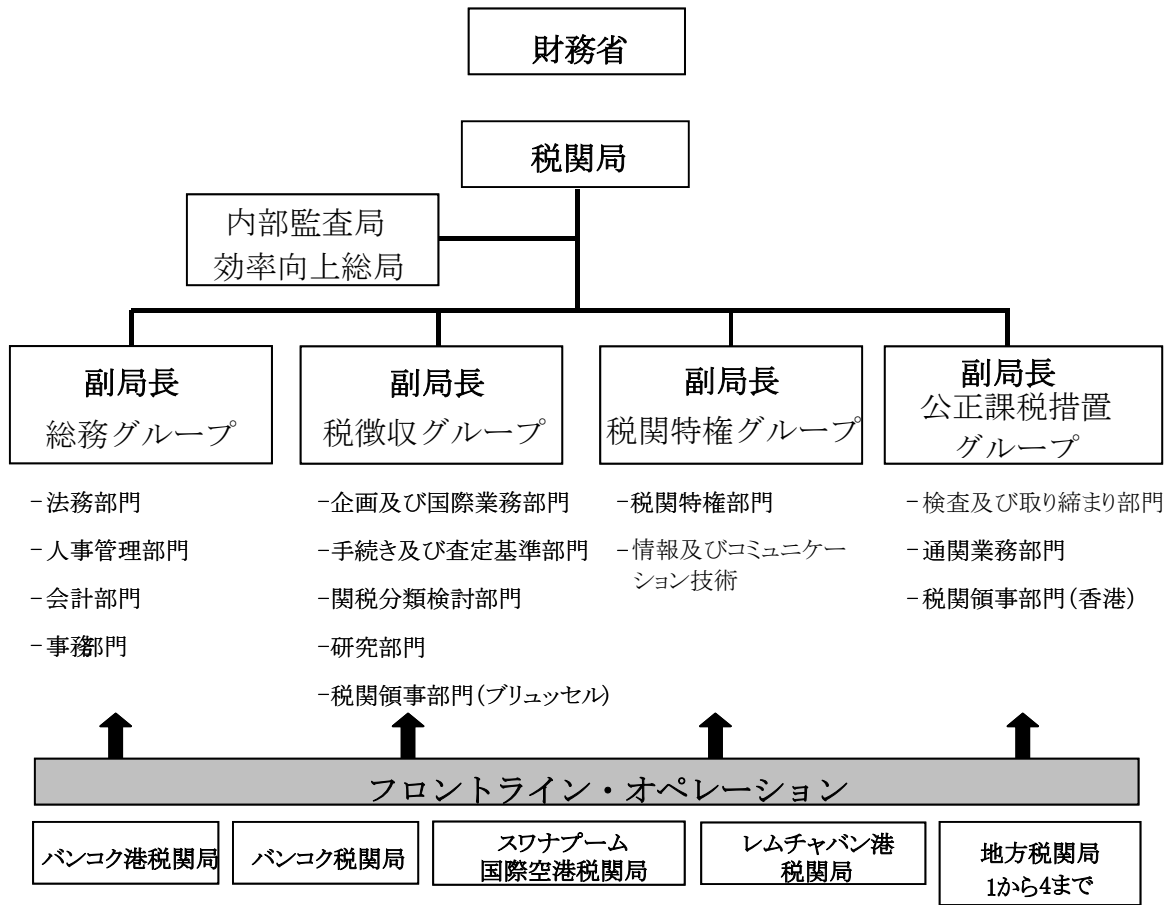 財務省
税関局
内部監査局
効率向上総局
副局長
総務グループ
副局長
税徴収グループ
副局長
税関特権グループ
副局長
公正課税措置
グループ
-法務部門
-人事管理部門
-会計部門
-事務部門
-企画及び国際業務部門
-手続き及び査定基準部門
-関税分類検討部門
-研究部門
-税関領事部門(ブリュッセル)
-税関特権部門
-情報及びコミュニケー
ション技術
-検査及び取り締まり部門
-通関業務部門
-税関領事部門(香港)
フロントライン・オペレーション
バンコク港税関局
バンコク税関局
スワナプーム
国際空港税関局
レムチャバン港
税関局
地方税関局
1から4まで